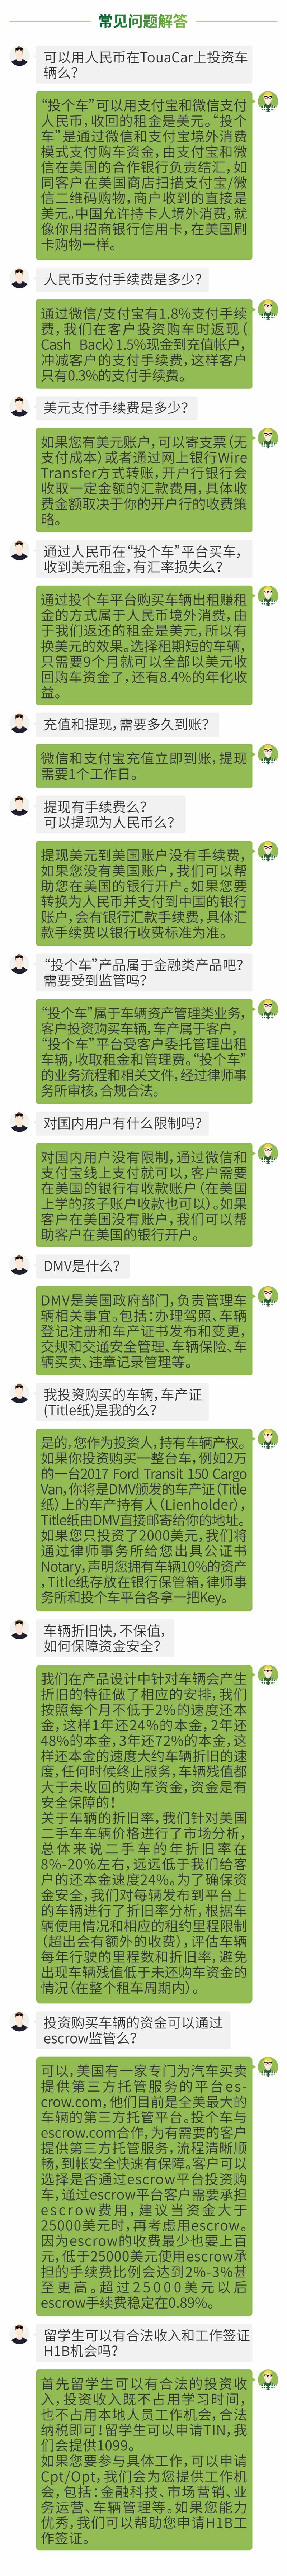 常见问题解答
可以用人民币在TouaCar上投资车
辆么?
“投个车”可以用支付宝和微信支付
人民币,收回的租金是美元。“投个
车”是通过微信和支付宝境外消费
模式支付购车资金,由支付宝和微
信在美国的合作银行负责结汇,如
同客户在美国商店扫描支付宝/微
信二维码购物,商户收到的直接是
美元。中国允许持卡人境外消费,就
像你用招商银行信用卡,在美国刷
卡购物一样。
人民币支付手续费是多少?
通过微信/支付宝有1.8%支付手续
费,我们在客户投资购车时返现(
Cash Back)1.5%现金到充值帐户,
冲减客户的支付手续费,这样客户
只有0.3%的支付手续费。
美元支付手续费是多少?
如果您有美元账户,可以寄支票(无
支付成本)或者通过网上银行Wire
Transfer方式转账,开户行银行会
收取一定金额的汇款费用,具体收
费金额取决于你的开户行的收费策
略。
通过人民币在“投个车”平台买车,
收到美元租金,有汇率损失么?
通过投个车平台购买车辆出租赚租
金的方式属于人民币境外消费,由
于我们返还的租金是美元,所以有
换美元的效果。选择租期短的车辆,
只需要9个月就可以全部以美元收
回购车资金了,还有8.4%的年化收
益。
充值和提现,需要多久到账?
微信和支付宝充值立即到账,提现
需要1个工作日。
提现有手续费么?
可以提现为人民币么?
提现美元到美国账户没有手续费,
如果您没有美国账户,我们可以帮
助您在美国的银行开户。如果您要
转换为人民币并支付到中国的银行
账户,会有银行汇款手续费,具体汇
款手续费以银行收费标准为准。
“投个车”产品属于金融类产品吧?
需要受到监管吗?
“投个车”属于车辆资产管理类业务,
客户投资购买车辆,车产属于客户,
“投个车”平台受客户委托管理出租
车辆,收取租金和管理费。“投个车”
的业务流程和相关文件,经过律师事
务所审核,合规合法。
对国内用户有什么限制吗?
对国内用户没有限制,通过微信和
支付宝线上支付就可以,客户需要
在美国的银行有收款账户(在美国
上学的孩子账户收款也可以)。如果
客户在美国没有账户,我们可以帮
助客户在美国的银行开户。
DMV是什么?
DMV是美国政府部门,负责管理车
辆相关事宜。包括:办理驾照、车辆
登记注册和车产证书发布和变更,
交规和交通安全管理、车辆保险、车
辆买卖、违章记录管理等。
我投资购买的车辆,车产证
(Title纸)是我的么?
是的,您作为投资人,持有车辆产权。
如果你投资购买一整台车,例如2万
的一台2017 Ford Transit 150 Cargo
Van,你将是DMV颁发的车产证(Title
纸)上的车产持有人(Lienholder),
Title纸由DMV直接邮寄给你的地址。
如果您只投资了2000美元,我们将
通过律师事务所给您出具公证书
Notary,声明您拥有车辆10%的资产
,Title纸存放在银行保管箱,律师事
务所和投个车平台各拿一把Key。
车辆折旧快,不保值,
如何保障资金安全?
我们在产品设计中针对车辆会产生
折旧的特征做了相应的安排,我们
按照每个月不低于2%的速度还本
金,这样1年还24%的本金,2年还
48%的本金,3年还72%的本金,这
样还本金的速度大约车辆折旧的速
度,任何时候终止服务,车辆残值都
大于未收回的购车资金,资金是有
安全保障的!
关于车辆的折旧率,我们针对美国
二手车车辆价格进行了市场分析,
总体来说二手车的年折旧率在
8%-20%左右,远远低于我们给客
户的还本金速度24%。为了确保资
金安全,我们对每辆发布到平台上
的车辆进行了折旧率分析,根据车
辆使用情况和相应的租约里程限制
(超出会有额外的收费),评估车辆
每年行驶的里程数和折旧率,避免
出现车辆残值低于未还购车资金的
情况(在整个租车周期内)。
投资购买车辆的资金可以通过
escrow监管么?
可以,美国有一家专门为汽车买卖
提供第三方托管服务的平台es-
crow.com,他们目前是全美最大的
车辆的第三方托管平台。投个车与
escrow.com合作,为有需要的客户
提供第三方托管服务,流程清晰顺
畅,到帐安全快速有保障。客户可以
选择是否通过escrow平台投资购
车,通过escrow平台客户需要承担
escrow费用,建议当资金大于
25000美元时,再考虑用escrow。
因为escrow的收费最少也要上百
元,低于25000美元使用escrow承
担的手续费比例会达到2%-3%甚
至更高。超过25000美元以后
escrow手续费稳定在0.89%。
留学生可以有合法收入和工作签证
H1B机会吗?
首先留学生可以有合法的投资收
入,投资收入既不占用学习时间,
也不占用本地人员工作机会,合法
纳税即可!留学生可以申请TIN,我
们会提供1099。
如果您要参与具体工作,可以申请
Cpt/Opt,我们会为您提供工作机
会,包括:金融科技、市场营销、业
务运营、车辆管理等。如果您能力
优秀,我们可以帮助您申请H1B工
作签证。